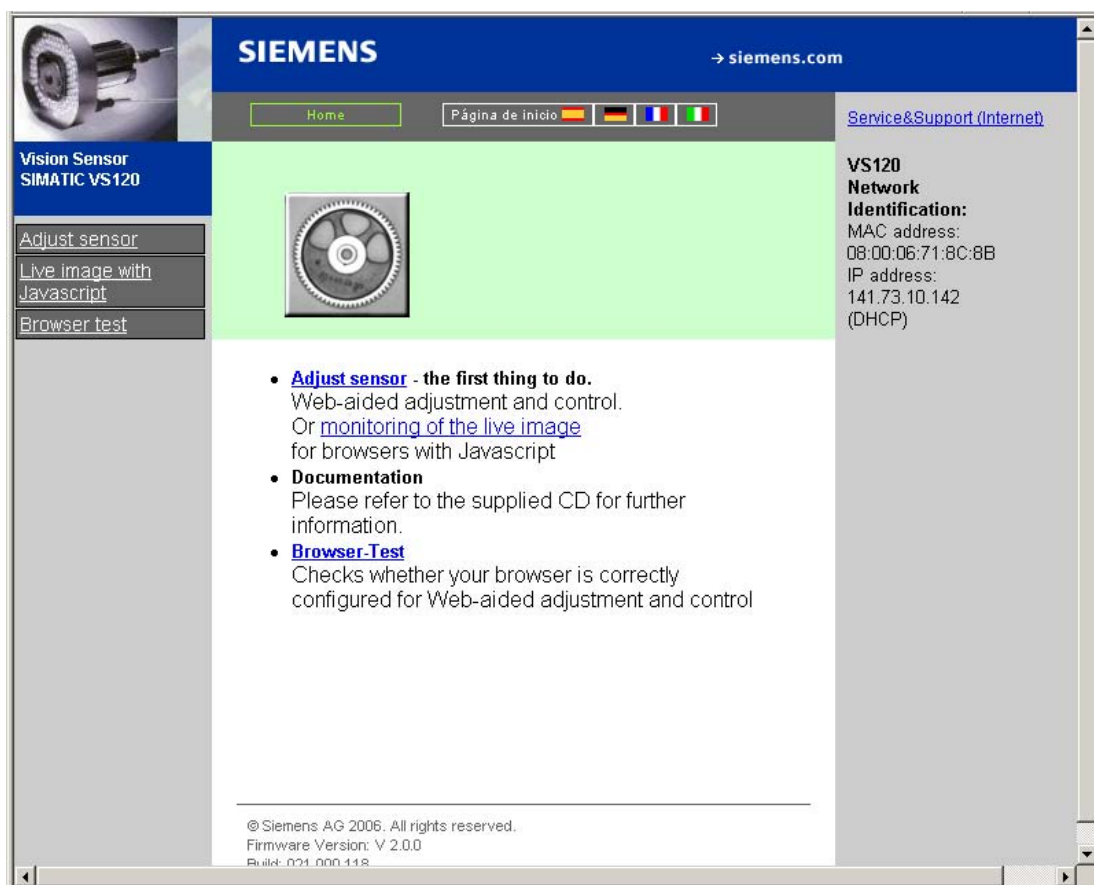 SIEMENS
→ siemens.com
Home
Página de inicio
Service&Support (Internet)
Vision Sensor
SIMATIC VS120
Adjust sensor
Live image with
Javascript
Browser test
VS120
Network
Identification:
MAC address:
08:00:06:71:8C:8B
IP address:
141.73.10.142
(DHCP)
• Adjust sensor - the first thing to do.
Web-aided adjustment and control.
Or monitoring of the live image
for browsers with Javascript
• Documentation
Please refer to the supplied CD for further
information.
• Browser-Test
Checks whether your browser is correctly
configured for Web-aided adjustment and control
© Siemens AG 2006. All rights reserved.
Firmware Version: V 2.0.0
Build: 021.000.118